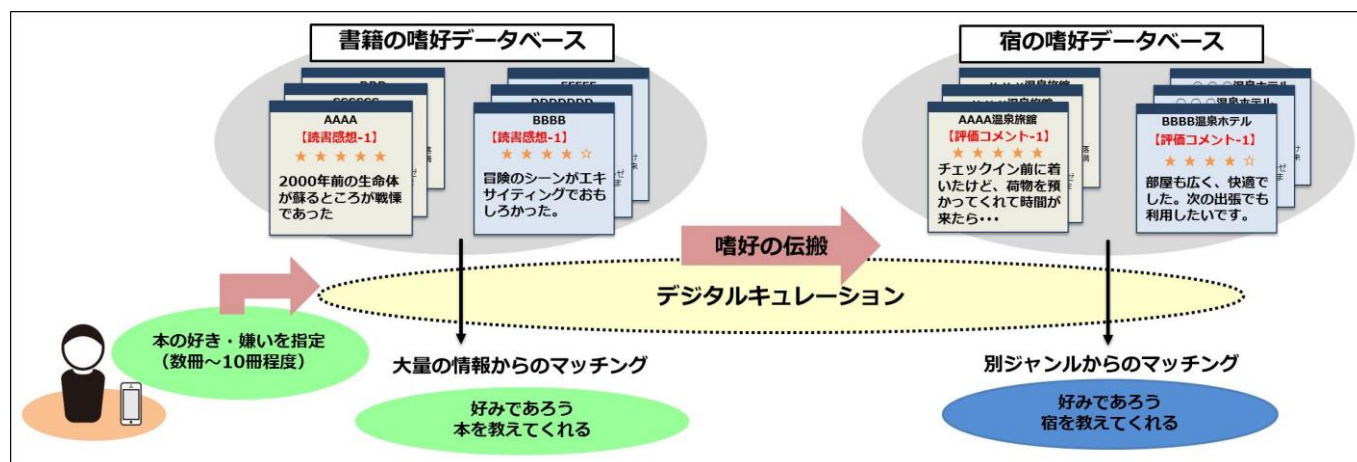 書籍の嗜好データベース
宿の嗜好データベース
AAAA
【読書感想-1】
★ ★ ★ ★ ★
2000年前の生命体
が蘇るところが戦慄
であった
DDDDDDD
BBBB
【読書感想-1】
★ ★ ★ ★ ☆
冒険のシーンがエキ
サイティングでおも
しろかった。
AAAA温泉旅館
【評価コメント-1】
★ ★ ★ ★ ★
チェックイン前に着
いたけど、荷物を預
かってくれて時間が
来たら・・・
○○○温泉ホテル
BBBB温泉ホテル
【評価コメント-1】
★ ★ ★ ★ ☆
部屋も広く、快適で
した。次の出張でも
利用したいです。
嗜好の伝搬
デジタルキュレーション
本の好き・嫌いを指定
（数冊～10冊程度）
大量の情報からのマッチング
別ジャンルからのマッチング
好みであろう
本を教えてくれる
好みであろう
宿を教えてくれる